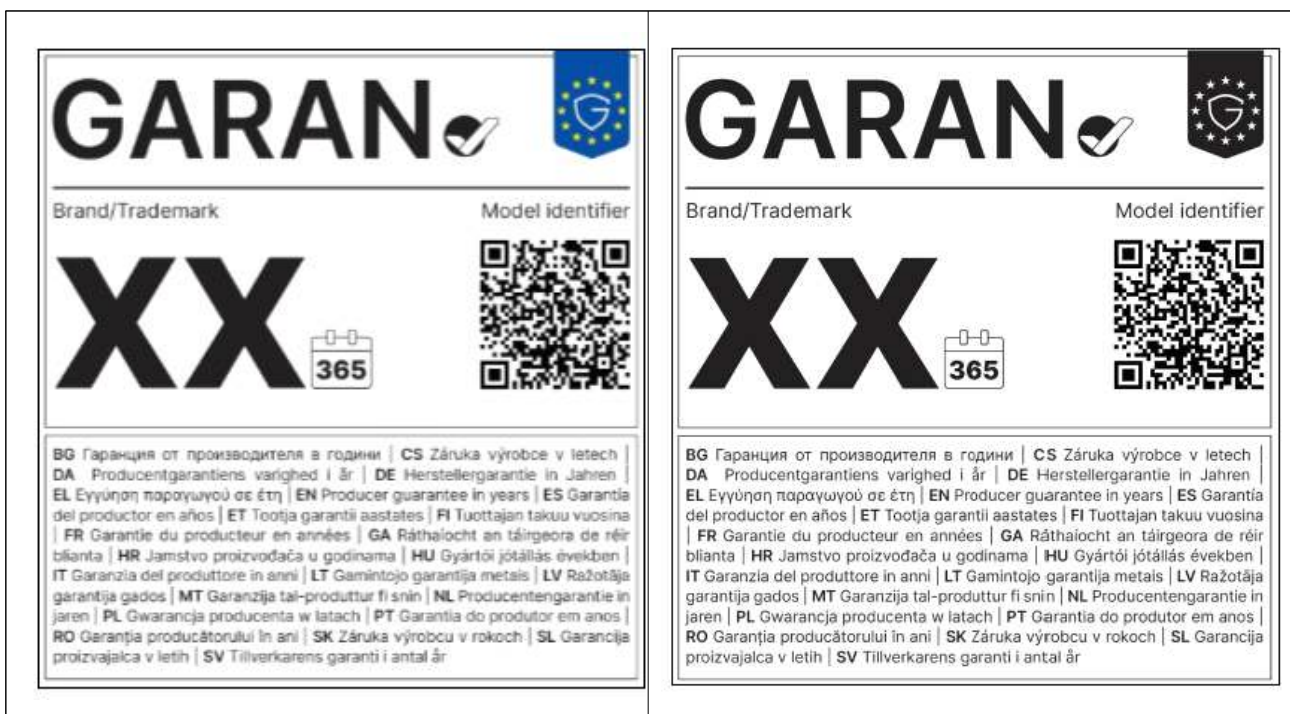 GARAN
Brand/Trademark Model identifier
XX
365
BG Гаранция от производителя в години | CS Záruka výrobce v letech |
DA Producentgarantiens varighed i år | DE Herstellergarantie in Jahren |
EL Εγγύηση παραγωγού σε έτη | EN Producer guarantee in years | ES Garantía
del productor en años | ET Tootja garantii aastates | FI Tuottajan takuu vuosina
| FR Garantie du producteur en années | GA Ráthaíocht an táirgeora de réir
blianta | HR Jamstvo proizvođača u godinama | HU Gyártói jótállás években |
IT Garanzia del produttore in anni | LT Gamintojo garantija metais | LV Ražotāja
garantija gados | MT Garanzija tal-produttur fi snin | NL Producentengarantie in
jaren | PL Gwarancja producenta w latach | PT Garantia do produtor em anos |
RO Garanția producătorului în ani | SK Záruka výrobcu v rokoch | SL Garancija
proizvajalca v letih | SV Tillverkarens garanti i antal år
GARAN
Brand/Trademark Model identifier
XX
365
BG Гаранция от производителя в години | CS Záruka výrobce v letech |
DA Producentgarantiens varighed i år | DE Herstellergarantie in Jahren |
EL Εγγύηση παραγωγού σε έτη | EN Producer guarantee in years | ES Garantía
del productor en años | ET Tootja garantii aastates | FI Tuottajan takuu vuosina
| FR Garantie du producteur en années | GA Ráthaíocht an táirgeora de réir
blianta | HR Jamstvo proizvođača u godinama | HU Gyártói jótállás években |
IT Garanzia del produttore in anni | LT Gamintojo garantija metais | LV Ražotāja
garantija gados | MT Garanzija tal-produttur fi snin | NL Producentengarantie in
jaren | PL Gwarancja producenta w latach | PT Garantia do produtor em anos |
RO Garanția producătorului în ani | SK Záruka výrobcu v rokoch | SL Garancija
proizvajalca v letih | SV Tillverkarens garanti i antal år